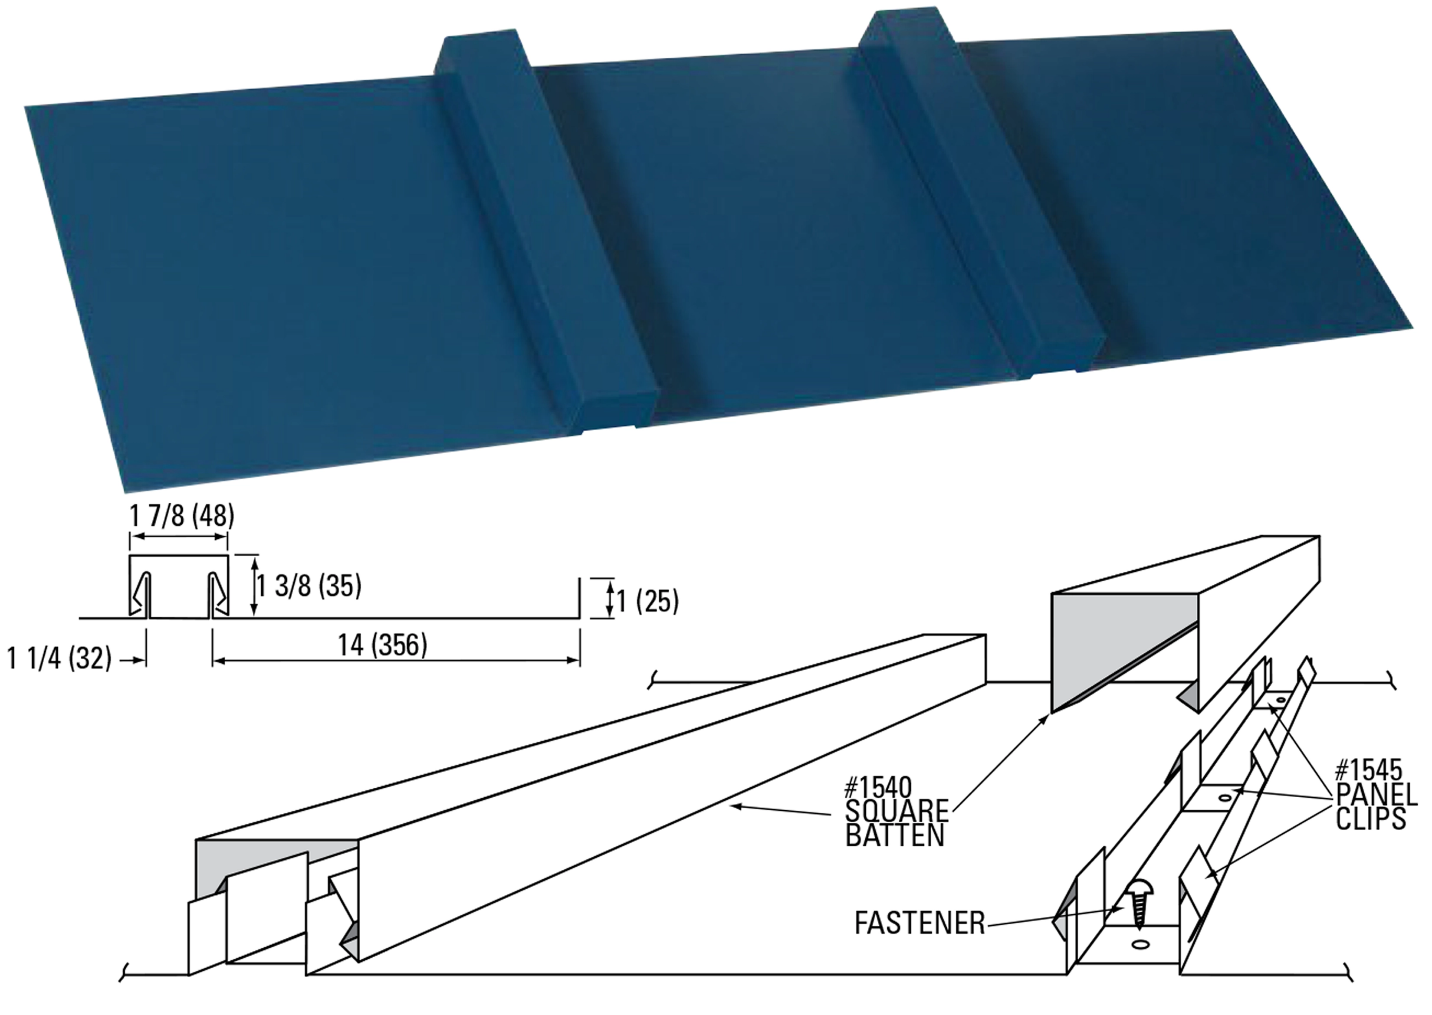 1 7/8 (48)
1 3/8 (35)
1 (25)
1 1/4 (32)
14 (356)
#1540
SQUARE
BATTEN
#1545
PANEL
CLIPS
FASTENER